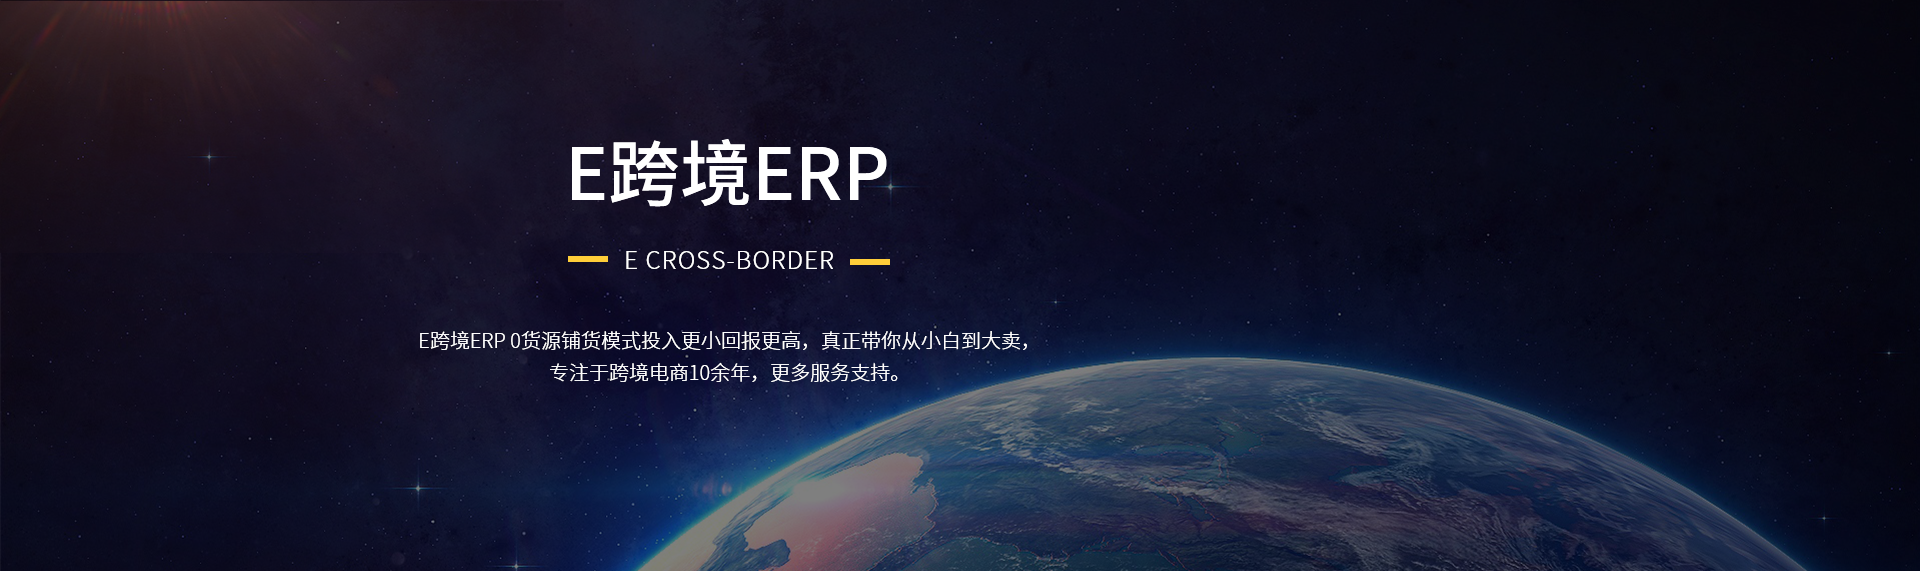 E跨境ERP
E CROSS-BORDER
E跨境ERP 0货源铺货模式投入更小回报更高，真正带你从小白到大卖，
专注于跨境电商10余年，更多服务支持。